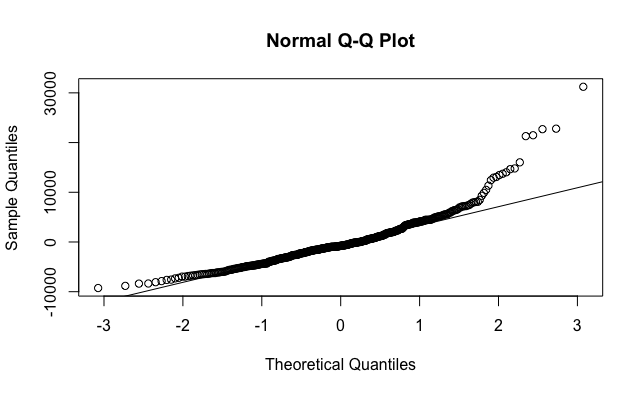 Normal Q-Q Plot
Sample Quantiles
30000
10000
0
-10000
-3 -2 -1 0 1 2 3
Theoretical Quantiles